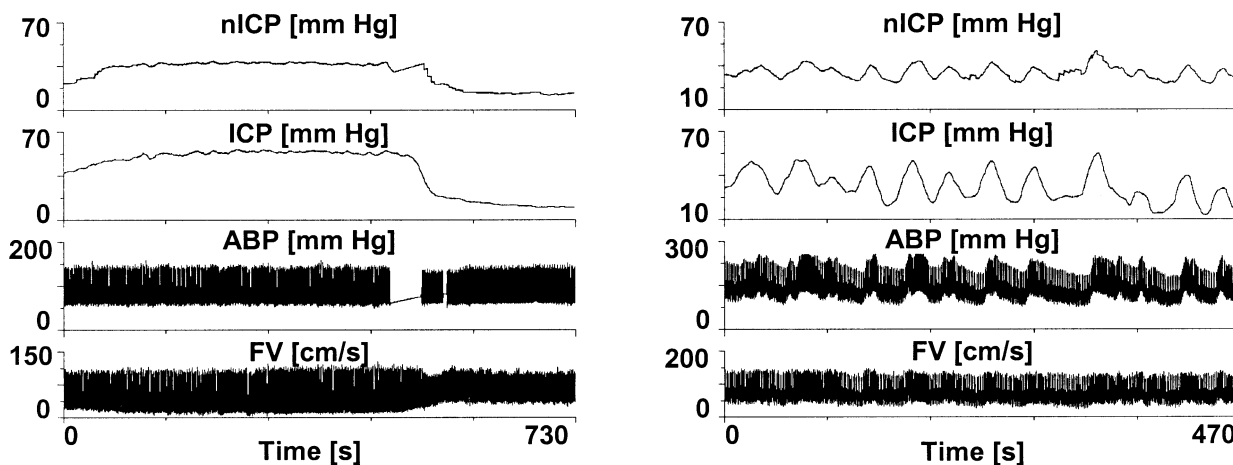 nICP [mm Hg]
70
0
ICP [mm Hg]
70
0
ABP [mm Hg]
200
0
FV [cm/s]
150
0
0
730
Time [s]
nICP [mm Hg]
70
10
ICP [mm Hg]
70
10
ABP [mm Hg]
300
0
FV [cm/s]
200
0
0
470
Time [s]